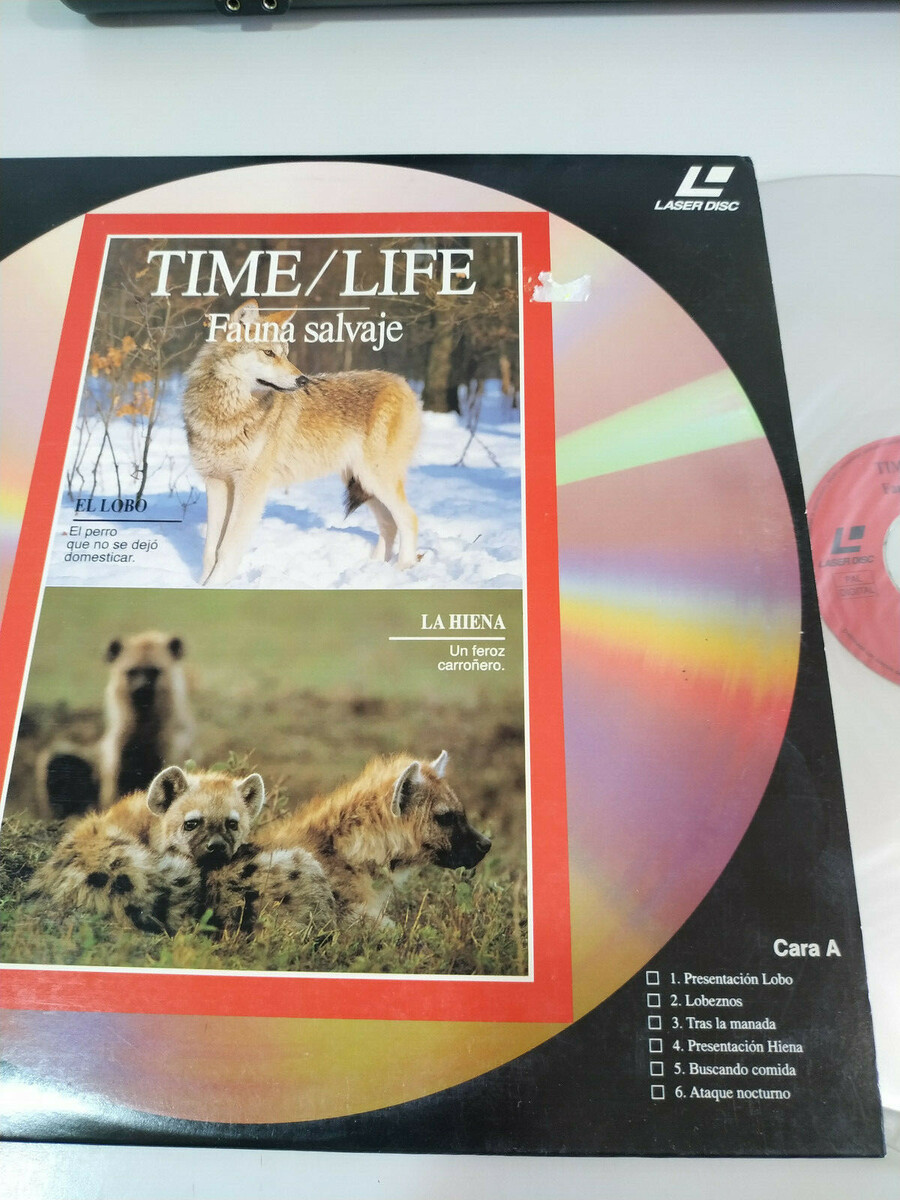 LASER DISC
TIME/LIFE
Fauna salvaje
EL LOBO
El perro
que no se dejó
domesticar.
LA HIENA
Un feroz
carroñero.
Cara A
1. Presentación Lobo
2. Lobeznos
3. Tras la manada
4. Presentación Hiena
5. Buscando comida
6. Ataque nocturno
LASER DISC
PAL
DIGITAL